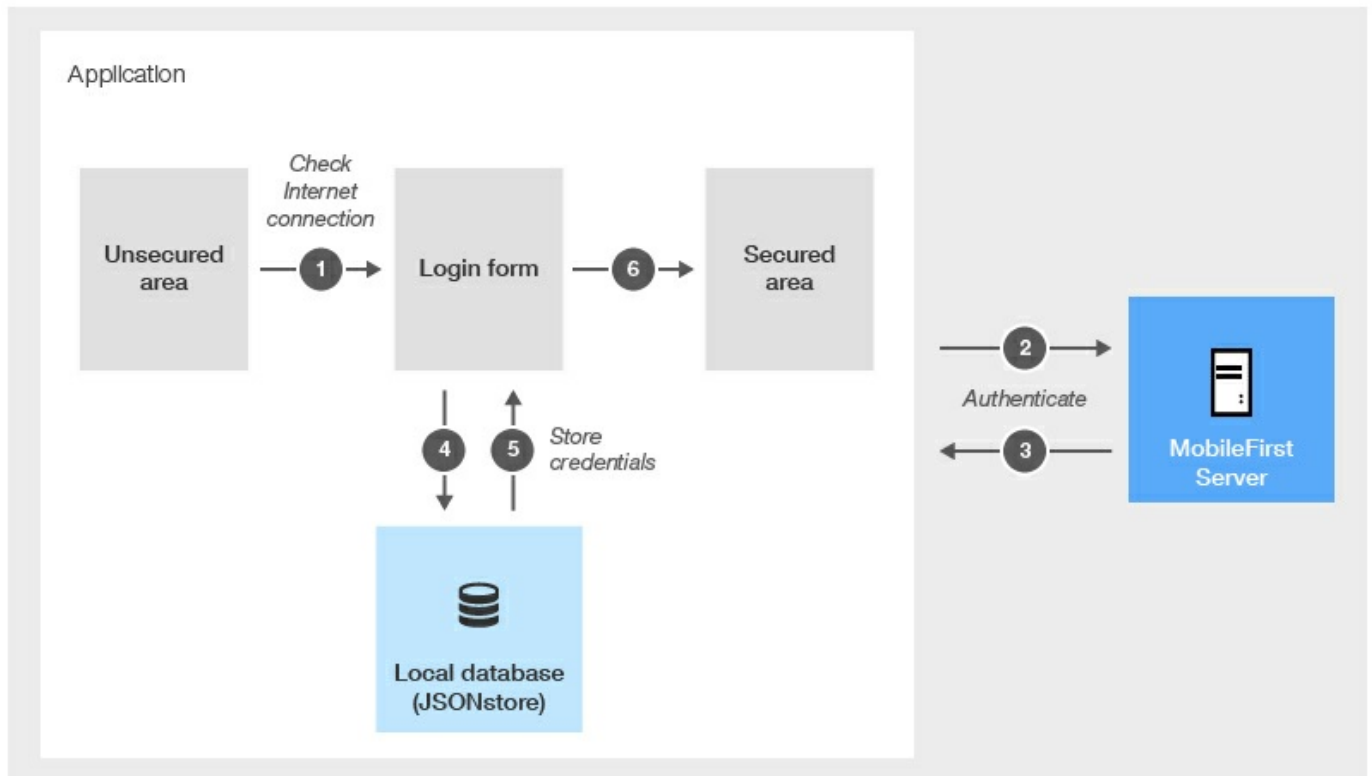 Application
Check
Internet
connection
Unsecured
area
1
Login form
6
Secured
area
2
Authenticate
3
MobileFirst
Server
4
5
Store
credentials
Local database
(JSONstore)